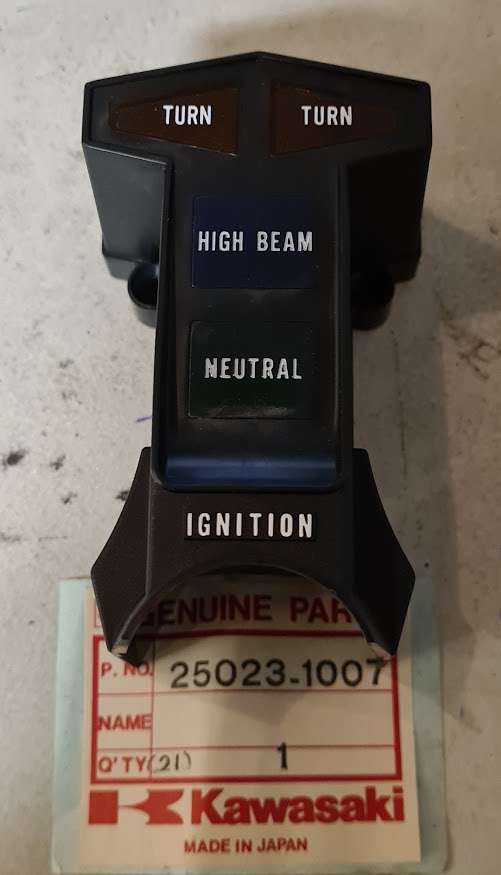 TURN TURN
HIGH BEAM
NEUTRAL
IGNITION
GENUINE PAR
P. NO. 25023-1007
NAME
Q'TY (21) 1
Kawasaki
MADE IN JAPAN